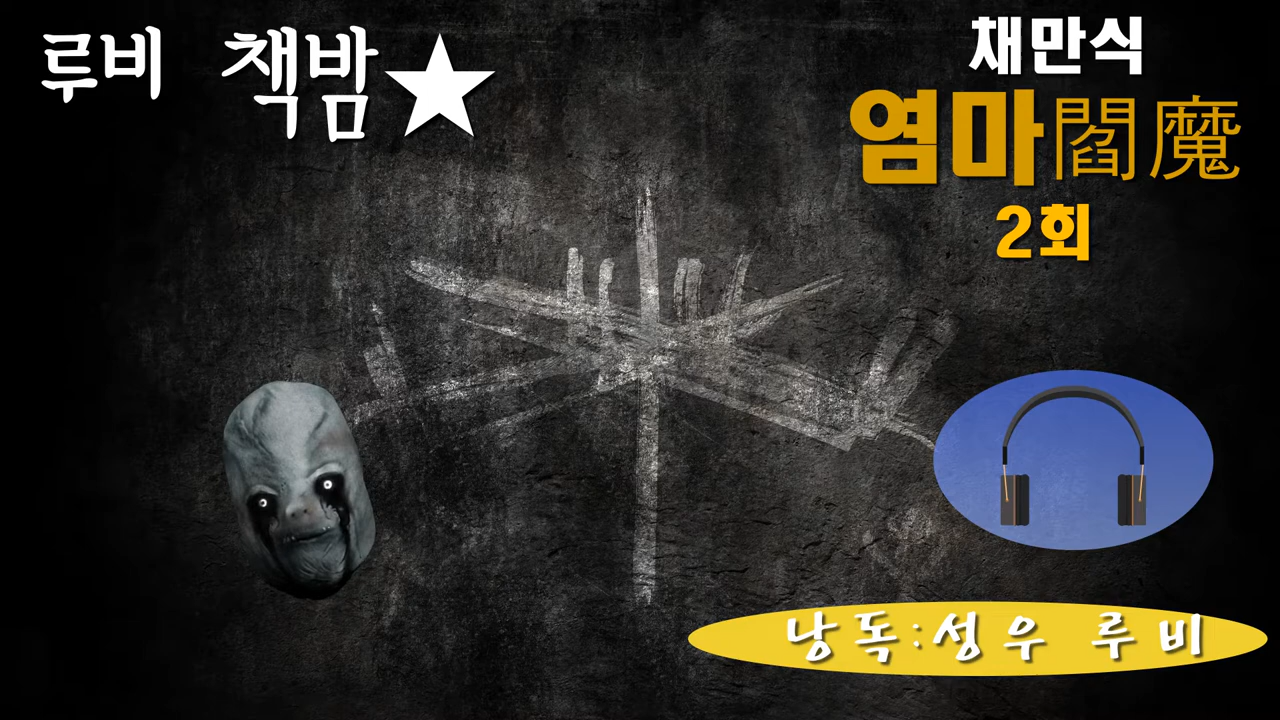 루비 책밤★
채만식
염마閻魔
2회
낭독:성우 루비